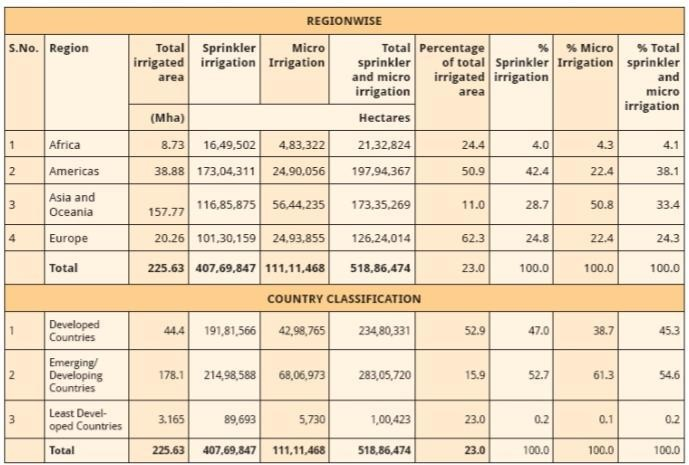 REGIONWISE
S.No. Region Total irrigated area (Mha) Sprinkler irrigation Micro Irrigation Total sprinkler and micro irrigation Hectares Percentage of total irrigated area % Sprinkler irrigation % Micro Irrigation % Total sprinkler and micro irrigation
1 Africa 8.73 16,49,502 4,83,322 21,32,824 24.4 4.0 4.3 4.1
2 Americas 38.88 173,04,311 24,90,056 197,94,367 50.9 42.4 22.4 38.1
3 Asia and Oceania 157.77 116,85,875 56,44,235 173,35,269 11.0 28.7 50.8 33.4
4 Europe 20.26 101,30,159 24,93,855 126,24,014 62.3 24.8 22.4 24.3
Total 225.63 407,69,847 111,11,468 518,86,474 23.0 100.0 100.0 100.0
COUNTRY CLASSIFICATION
1 Developed Countries 44.4 191,81,566 42,98,765 234,80,331 52.9 47.0 38.7 45.3
2 Emerging/ Developing Countries 178.1 214,98,588 68,06,973 283,05,720 15.9 52.7 61.3 54.6
3 Least Devel- oped Countries 3.165 89,693 5,730 1,00,423 23.0 0.2 0.1 0.2
Total 225.63 407,69,847 111,11,468 518,86,474 23.0 100.0 100.0 100.0